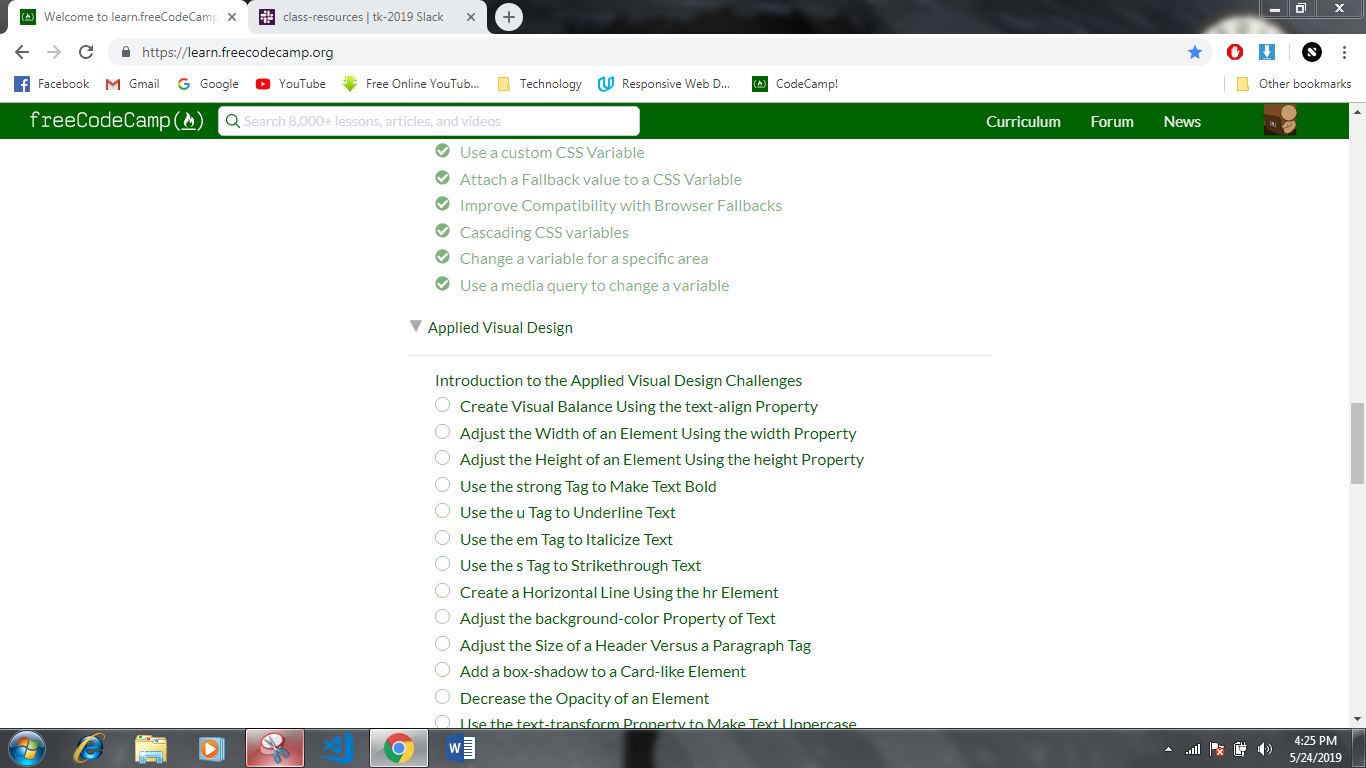 Welcome to learn.freeCodeCamp
class-resources | tk-2019 Slack
https://learn.freecodecamp.org
Facebook
Gmail
Google
YouTube
Free Online YouTub...
Technology
Responsive Web D...
CodeCamp!
Other bookmarks
freeCodeCamp
Search 8,000+ lessons, articles, and videos
Curriculum
Forum
News
Use a custom CSS Variable
Attach a Fallback value to a CSS Variable
Improve Compatibility with Browser Fallbacks
Cascading CSS variables
Change a variable for a specific area
Use a media query to change a variable
Applied Visual Design
Introduction to the Applied Visual Design Challenges
Create Visual Balance Using the text-align Property
Adjust the Width of an Element Using the width Property
Adjust the Height of an Element Using the height Property
Use the strong Tag to Make Text Bold
Use the u Tag to Underline Text
Use the em Tag to Italicize Text
Use the s Tag to Strikethrough Text
Create a Horizontal Line Using the hr Element
Adjust the background-color Property of Text
Adjust the Size of a Header Versus a Paragraph Tag
Add a box-shadow to a Card-like Element
Decrease the Opacity of an Element
Use the text-transform Property to Make Text Uppercase
4:25 PM
5/24/2019